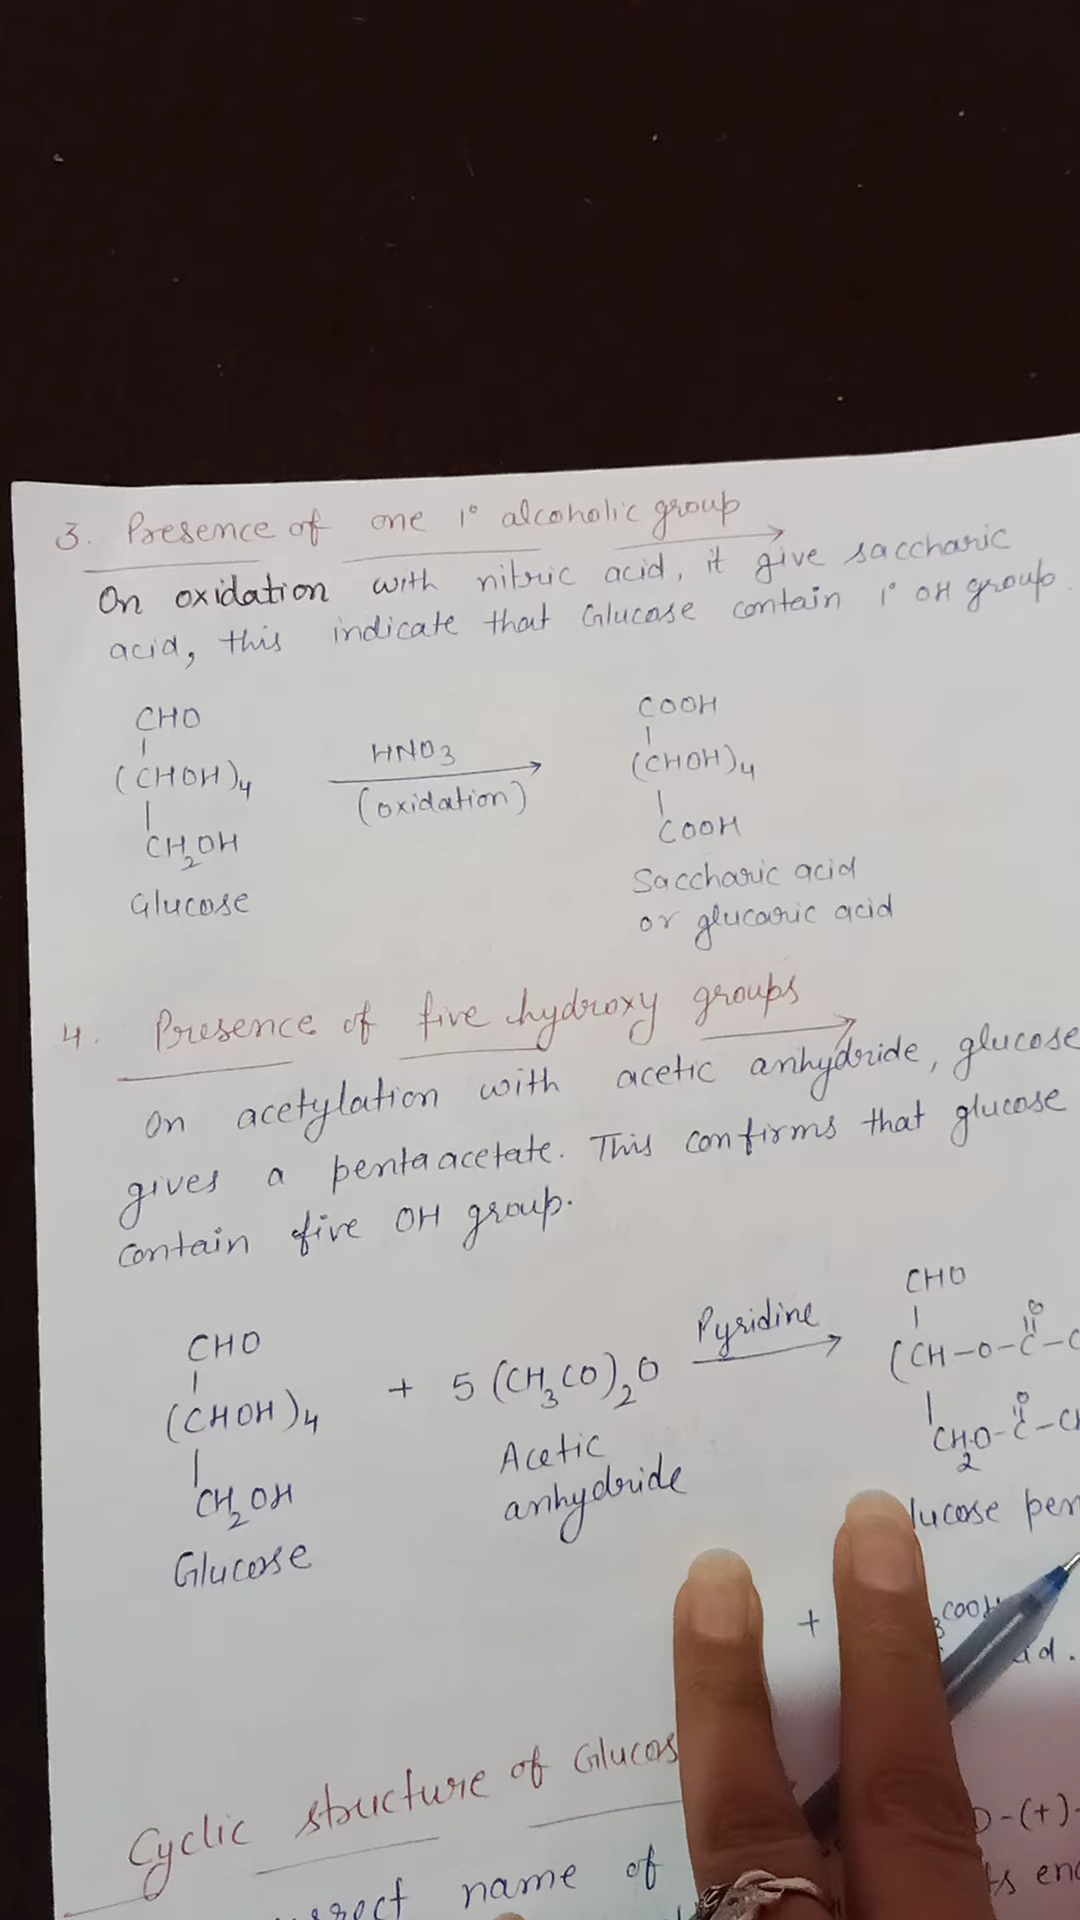 3. Presence of one 1° alcoholic group
On oxidation with nitric acid, it give saccharic
acid, this indicate that Glucose contain 1° OH group.
CHO
(CHOH)4
CH2OH
Glucose
HNO3
(oxidation)
COOH
(CHOH)4
COOH
Saccharic acid
or glucaric acid
4. Presence of five hydroxy groups
On acetylation with acetic anhydride, glucose
gives a pentaacetate. This confirms that glucose
contain five OH group.
CHO
(CHOH)4
CH2OH
Glucose
+ 5 (CH3CO)2O
Acetic
anhydride
Pyridine
CHO
(CH-O-C-
O
CH2O-C-
O
+
Cyclic structure of
name of
D-(+)-